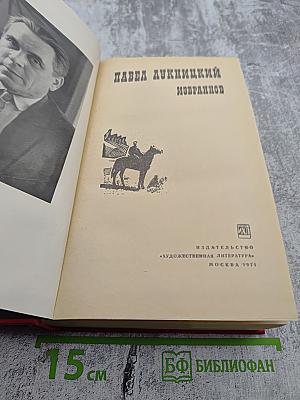 ПАВЕЛ ЛУКНИЦКИЙ
ИЗБРАННОЕ
ИЗДАТЕЛЬСТВО
«ХУДОЖЕСТВЕННАЯ ЛИТЕРАТУРА»
МОСКВА 1971
15 СМ
БФ БИБЛИОФАН